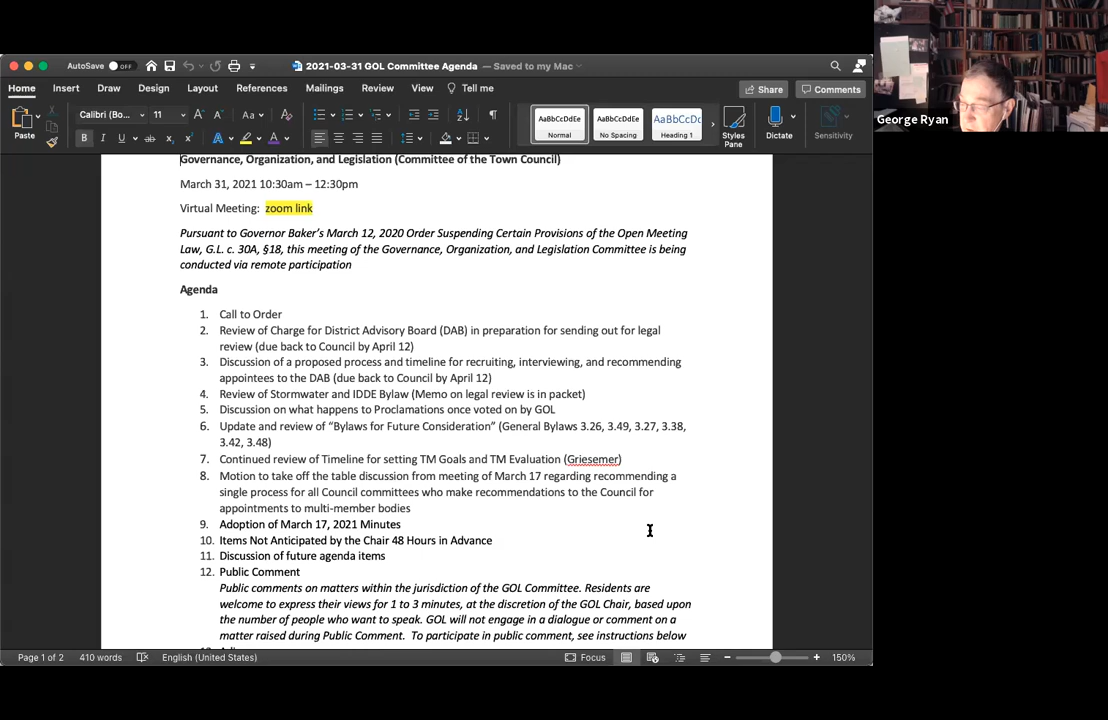 AutoSave OFF
2021-03-31 GOL Committee Agenda — Saved to my Mac
Home Insert Draw Design Layout References Mailings Review View Tell me
Share Comments
Paste
Calibri (Bo... 11
AaBbCcDdEe
Normal
AaBbCcDdEe
No Spacing
AaBbCcDc
Heading 1
Styles
Pane
Dictate
Sensitivity
George Ryan
Governance, Organization, and Legislation (Committee of the Town Council)
March 31, 2021 10:30am – 12:30pm
Virtual Meeting: zoom link
Pursuant to Governor Baker's March 12, 2020 Order Suspending Certain Provisions of the Open Meeting
Law, G.L. c. 30A, §18, this meeting of the Governance, Organization, and Legislation Committee is being
conducted via remote participation
Agenda
1. Call to Order
2. Review of Charge for District Advisory Board (DAB) in preparation for sending out for legal
review (due back to Council by April 12)
3. Discussion of a proposed process and timeline for recruiting, interviewing, and recommending
appointees to the DAB (due back to Council by April 12)
4. Review of Stormwater and IDDE Bylaw (Memo on legal review is in packet)
5. Discussion on what happens to Proclamations once voted on by GOL
6. Update and review of "Bylaws for Future Consideration" (General Bylaws 3.26, 3.49, 3.27, 3.38,
3.42, 3.48)
7. Continued review of Timeline for setting TM Goals and TM Evaluation (Griesemer)
8. Motion to take off the table discussion from meeting of March 17 regarding recommending a
single process for all Council committees who make recommendations to the Council for
appointments to multi-member bodies
9. Adoption of March 17, 2021 Minutes
10. Items Not Anticipated by the Chair 48 Hours in Advance
11. Discussion of future agenda items
12. Public Comment
Public comments on matters within the jurisdiction of the GOL Committee. Residents are
welcome to express their views for 1 to 3 minutes, at the discretion of the GOL Chair, based upon
the number of people who want to speak. GOL will not engage in a dialogue or comment on a
matter raised during Public Comment. To participate in public comment, see instructions below
Page 1 of 2 410 words English (United States) Focus 150%